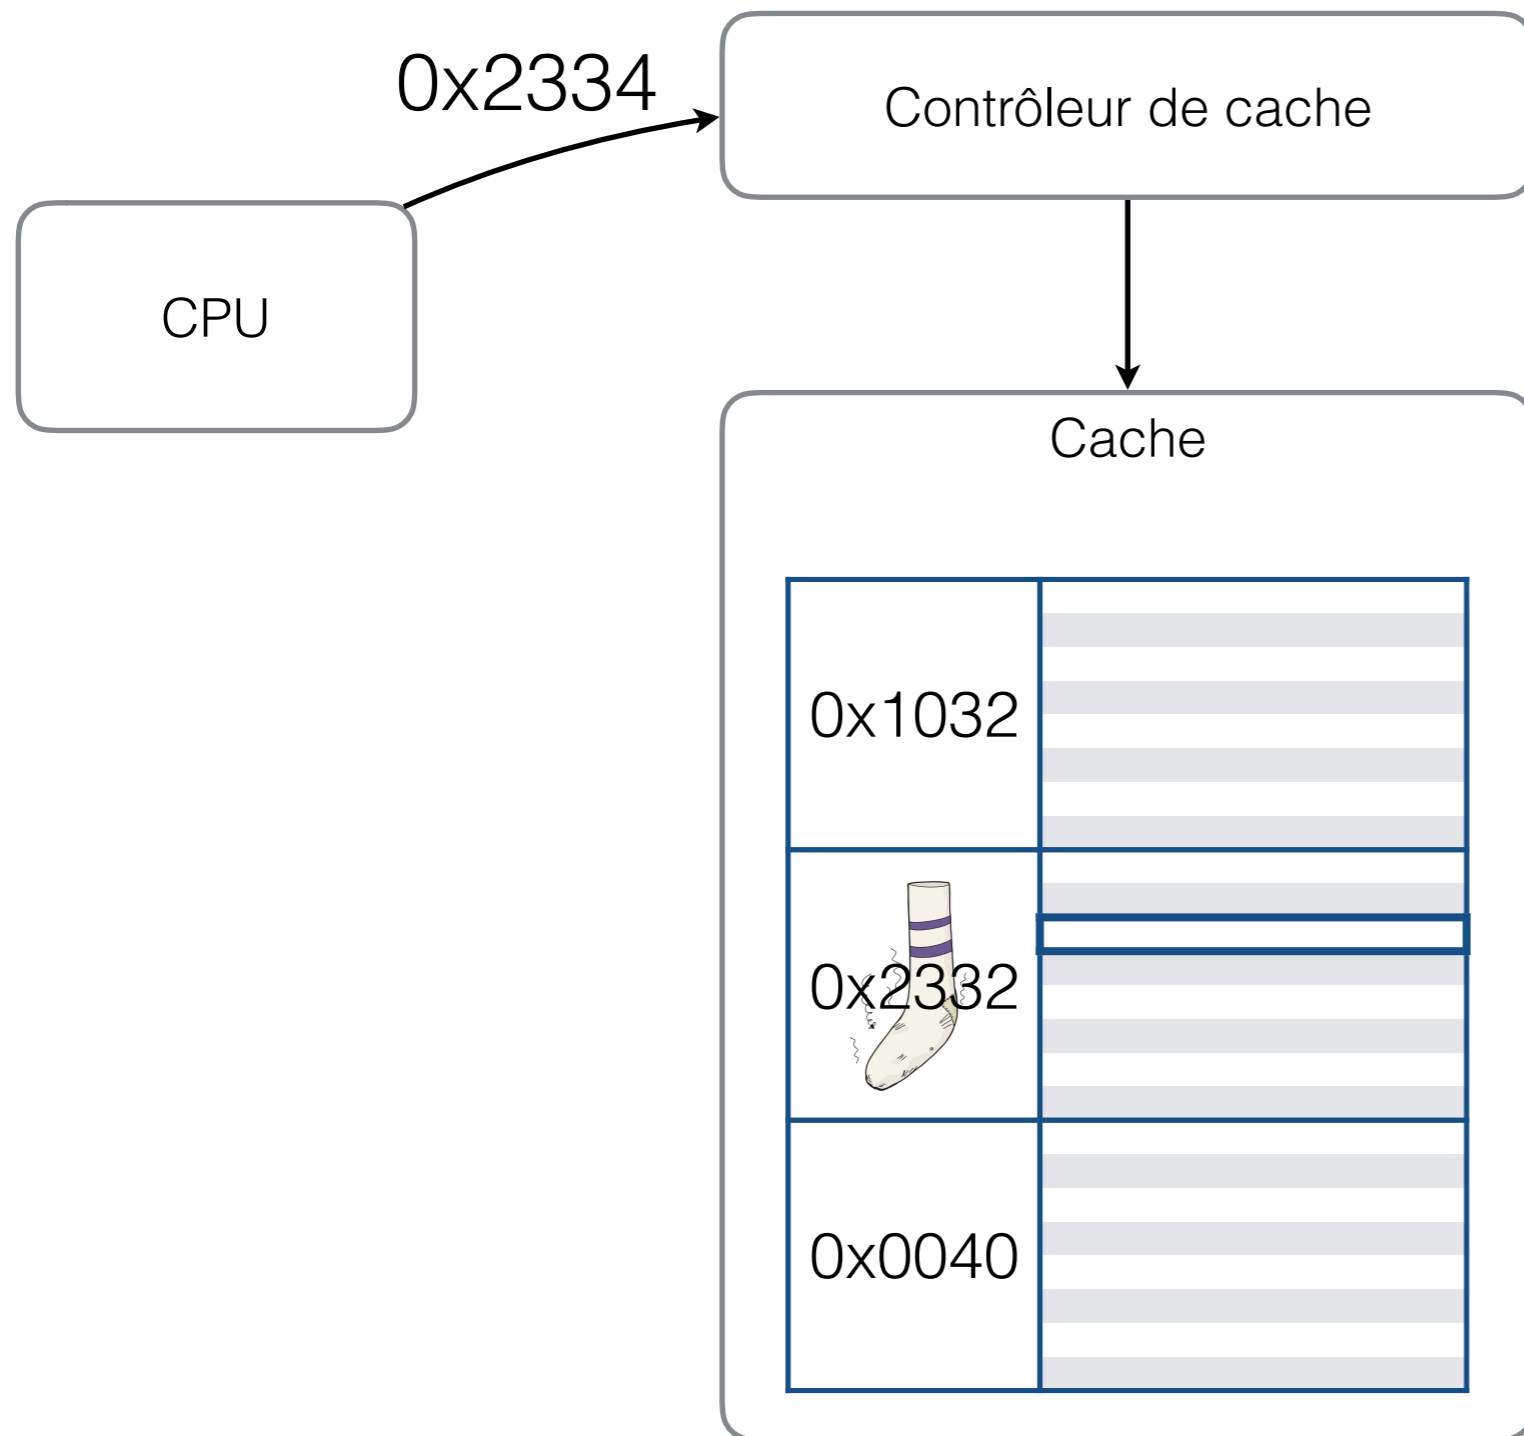 0x2334
Contrôleur de cache
CPU
Cache
0x1032
0x2332
0x0040